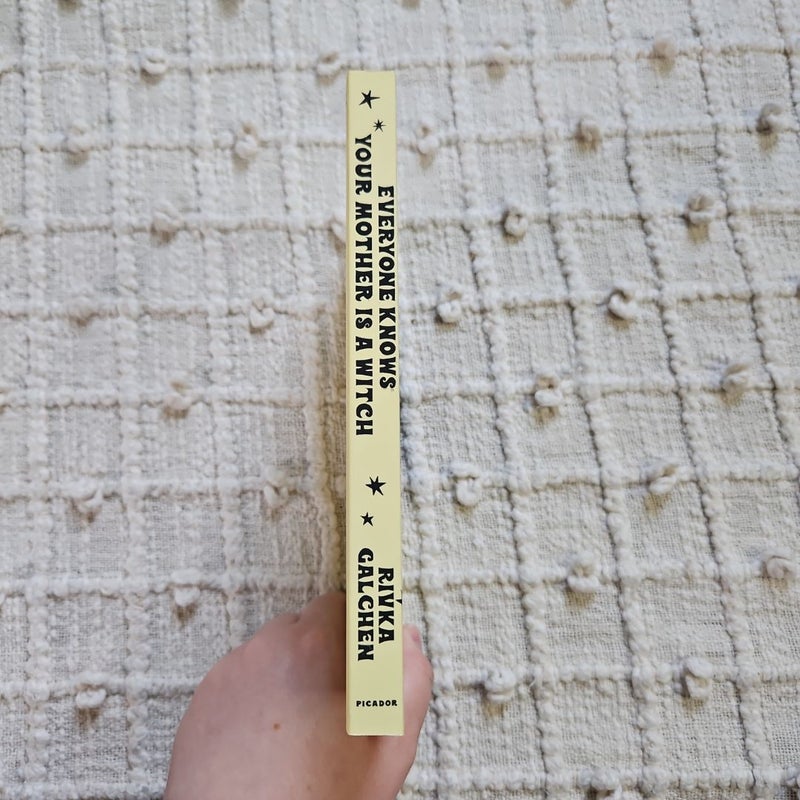 EVERYONE KNOWS
YOUR MOTHER IS A WITCH
RIVKA
GALCHEN
PICADOR